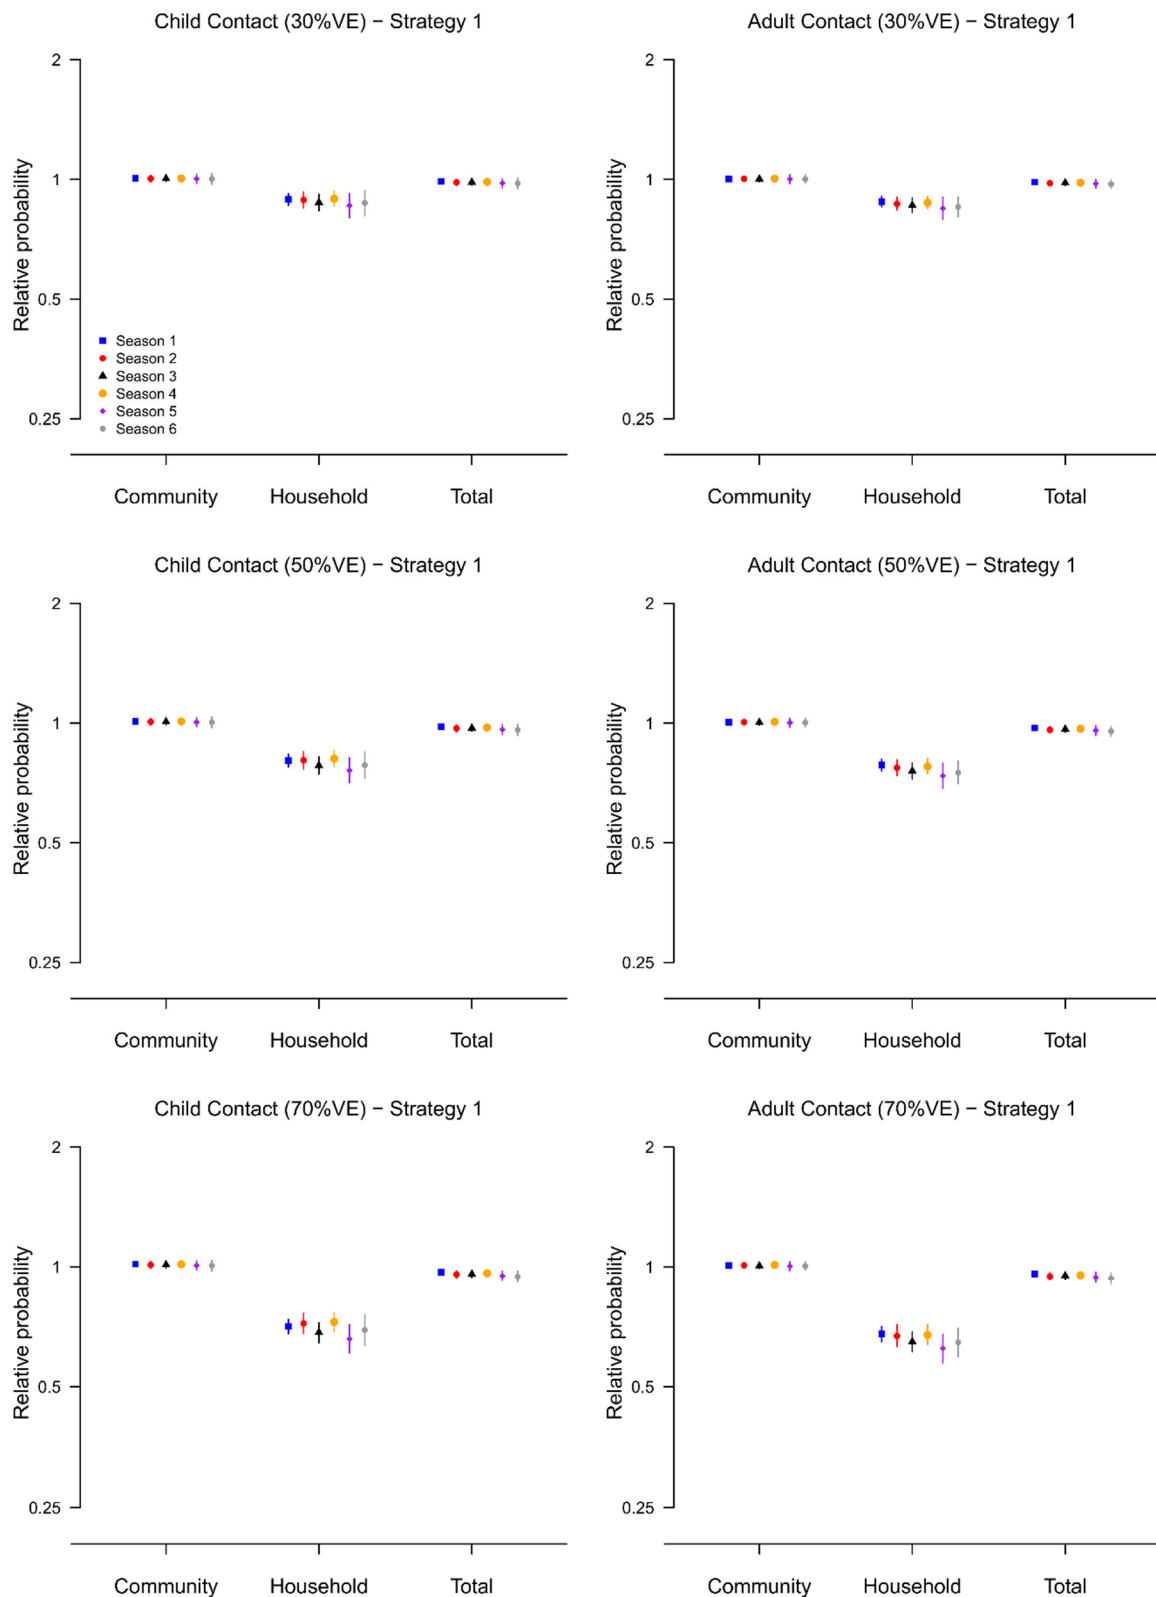 Child Contact (30%VE) − Strategy 1
2
1
0.5
0.25
Relative probability
Season 1
Season 2
Season 3
Season 4
Season 5
Season 6
Community Household Total
Adult Contact (30%VE) − Strategy 1
2
1
0.5
0.25
Relative probability
Community Household Total
Child Contact (50%VE) − Strategy 1
2
1
0.5
0.25
Relative probability
Community Household Total
Adult Contact (50%VE) − Strategy 1
2
1
0.5
0.25
Relative probability
Community Household Total
Child Contact (70%VE) − Strategy 1
2
1
0.5
0.25
Relative probability
Community Household Total
Adult Contact (70%VE) − Strategy 1
2
1
0.5
0.25
Relative probability
Community Household Total